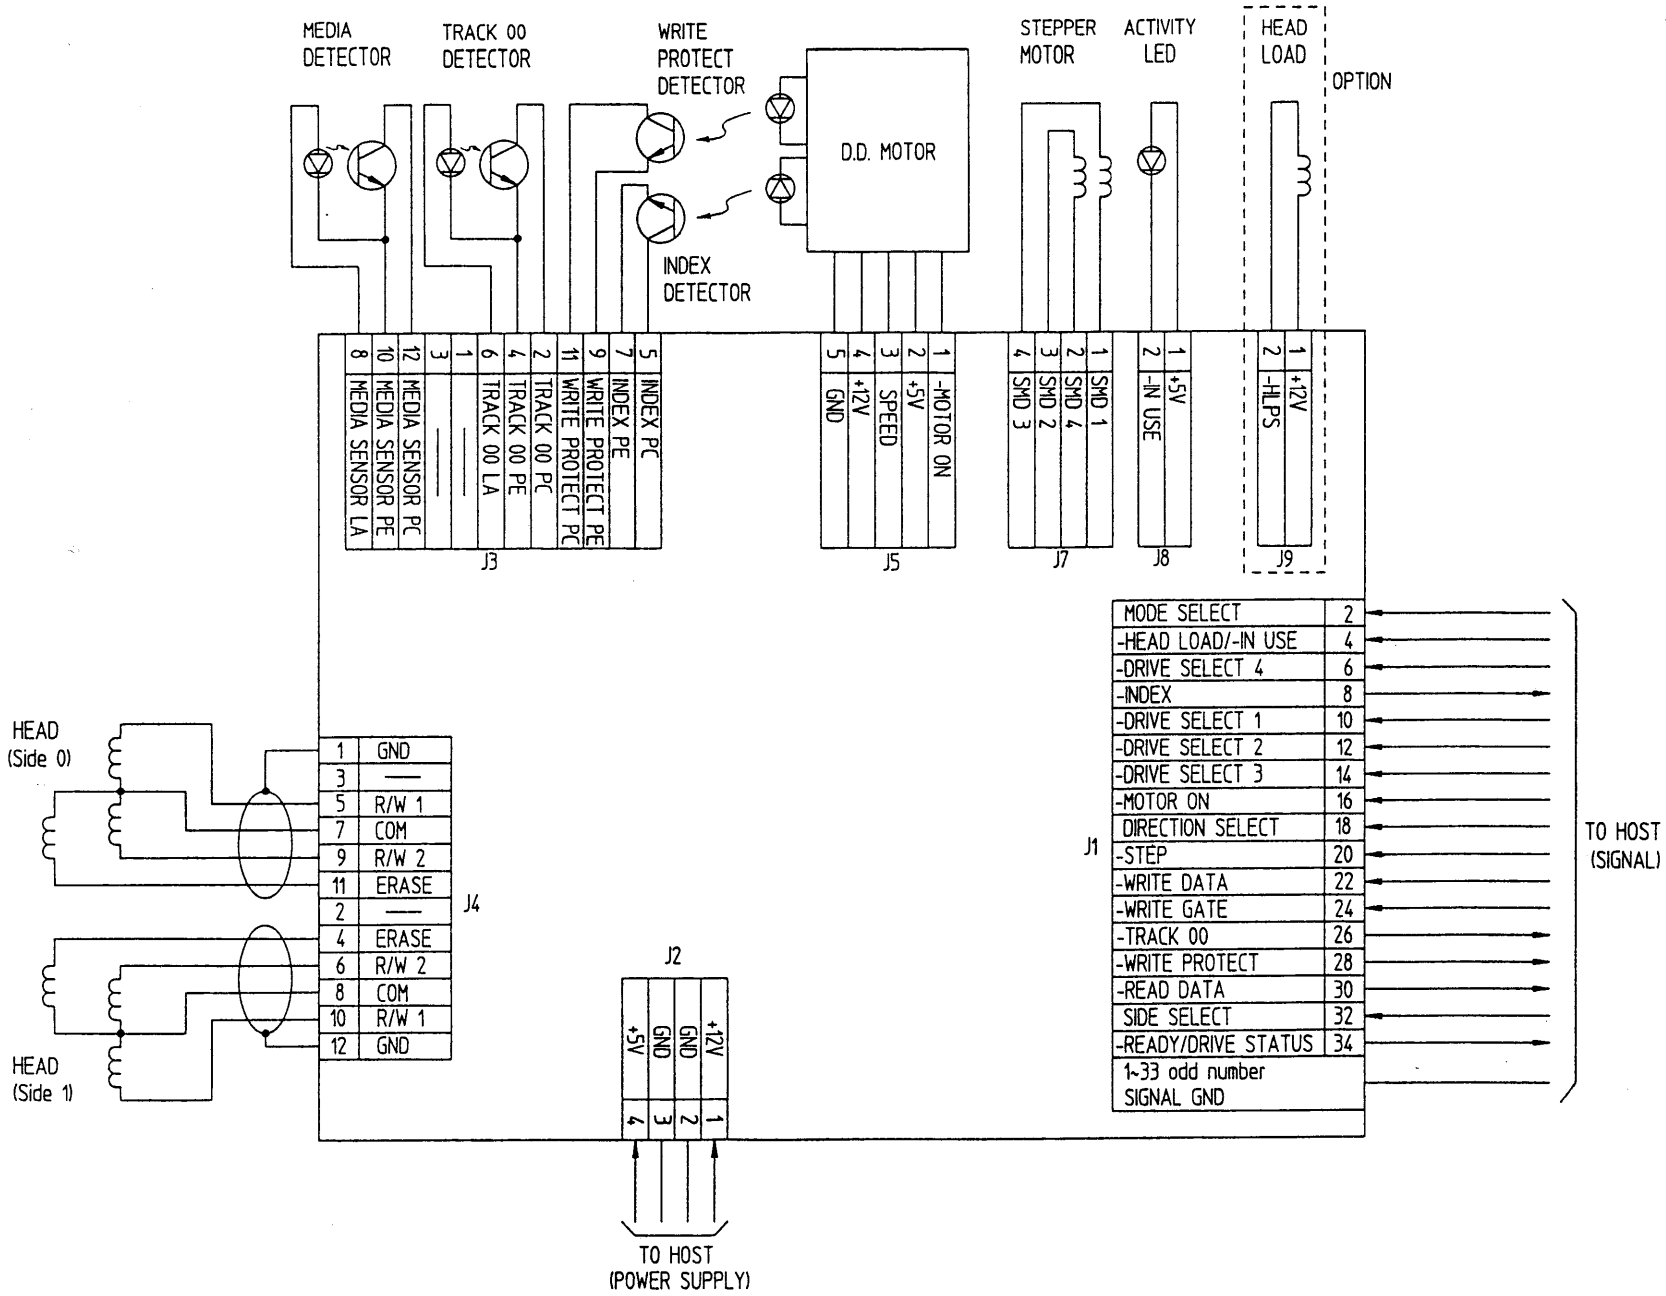 MEDIA
DETECTOR
TRACK 00
DETECTOR
WRITE
PROTECT
DETECTOR
D.D. MOTOR
STEPPER
MOTOR
ACTIVITY
LED
HEAD
LOAD
OPTION
INDEX
DETECTOR
8 MEDIA SENSOR LA
10 MEDIA SENSOR PE
12 MEDIA SENSOR PC
3 —
1 —
6 TRACK 00 LA
4 TRACK 00 PE
2 TRACK 00 PC
11 WRITE PROTECT PC
9 WRITE PROTECT PE
7 INDEX PE
5 INDEX PC
J3
5 GND
4 +12V
3 SPEED
2 +5V
1 -MOTOR ON
J5
4 SMD 3
3 SMD 2
2 SMD 4
1 SMD 1
J7
2 -IN USE
1 +5V
J8
2 -HLPS
1 +12V
J9
HEAD
(Side 0)
1 GND
3 —
5 R/W 1
7 COM
9 R/W 2
11 ERASE
2 —
4 ERASE
6 R/W 2
8 COM
10 R/W 1
12 GND
J4
HEAD
(Side 1)
J2
+5V 4
GND 3
GND 2
+12V 1
TO HOST
(POWER SUPPLY)
J1
MODE SELECT 2
-HEAD LOAD/-IN USE 4
-DRIVE SELECT 4 6
-INDEX 8
-DRIVE SELECT 1 10
-DRIVE SELECT 2 12
-DRIVE SELECT 3 14
-MOTOR ON 16
DIRECTION SELECT 18
-STEP 20
-WRITE DATA 22
-WRITE GATE 24
-TRACK 00 26
-WRITE PROTECT 28
-READ DATA 30
SIDE SELECT 32
-READY/DRIVE STATUS 34
1~33 odd number
SIGNAL GND
TO HOST
(SIGNAL)